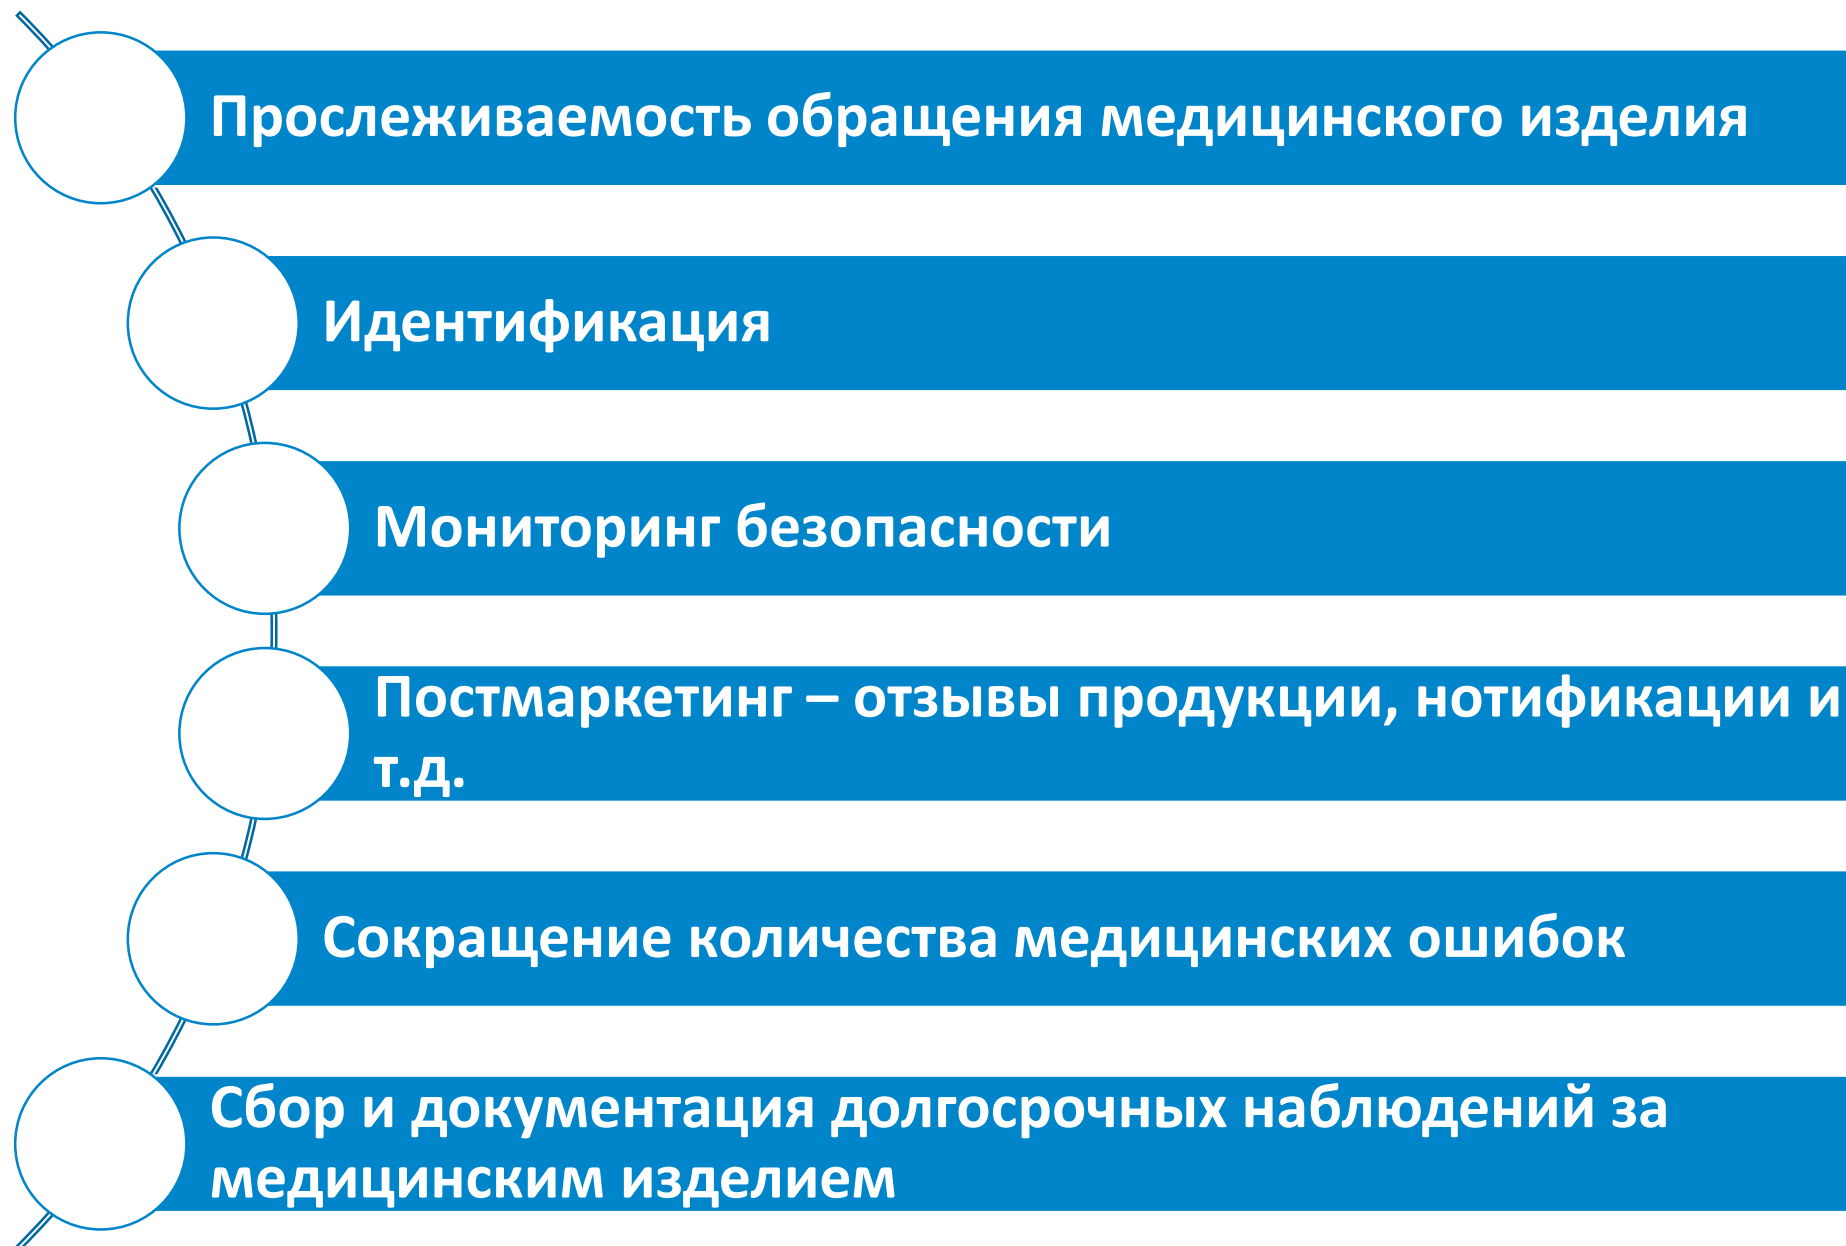 Прослеживаемость обращения медицинского изделия
Идентификация
Мониторинг безопасности
Постмаркетинг – отзывы продукции, нотификации и
т.д.
Сокращение количества медицинских ошибок
Сбор и документация долгосрочных наблюдений за
медицинским изделием